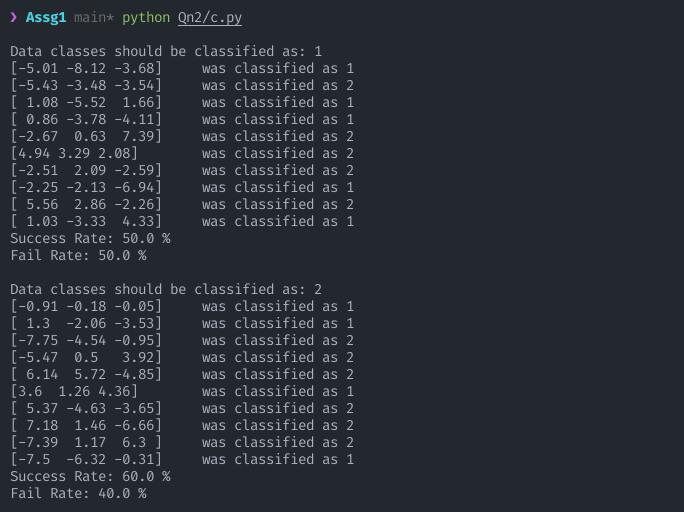 ❯ Assg1 main* python Qn2/c.py
Data classes should be classified as: 1
[-5.01 -8.12 -3.68]     was classified as 1
[-5.43 -3.48 -3.54]     was classified as 2
[ 1.08 -5.52  1.66]     was classified as 1
[ 0.86 -3.78 -4.11]     was classified as 1
[-2.67  0.63  7.39]     was classified as 2
[4.94 3.29 2.08]        was classified as 2
[-2.51  2.09 -2.59]     was classified as 2
[-2.25 -2.13 -6.94]     was classified as 1
[ 5.56  2.86 -2.26]     was classified as 2
[ 1.03 -3.33  4.33]     was classified as 1
Success Rate: 50.0 %
Fail Rate: 50.0 %
Data classes should be classified as: 2
[-0.91 -0.18 -0.05]     was classified as 1
[ 1.3  -2.06 -3.53]     was classified as 1
[-7.75 -4.54 -0.95]     was classified as 2
[-5.47  0.5   3.92]     was classified as 2
[ 6.14  5.72 -4.85]     was classified as 2
[3.6  1.26 4.36]        was classified as 1
[ 5.37 -4.63 -3.65]     was classified as 2
[ 7.18  1.46 -6.66]     was classified as 2
[-7.39  1.17  6.3 ]     was classified as 2
[-7.5  -6.32 -0.31]     was classified as 1
Success Rate: 60.0 %
Fail Rate: 40.0 %